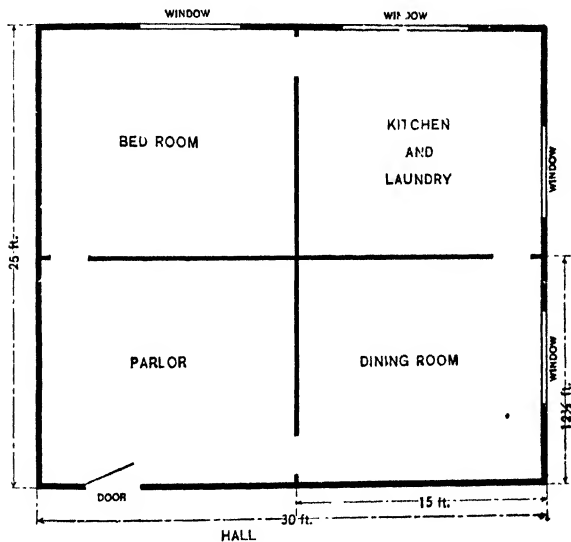 WINDOW
WINDOW
BED ROOM
KITCHEN
AND
LAUNDRY
WINDOW
25 ft.
PARLOR
DINING ROOM
WINDOW
12½ ft.
DOOR
15 ft.
30 ft.
HALL